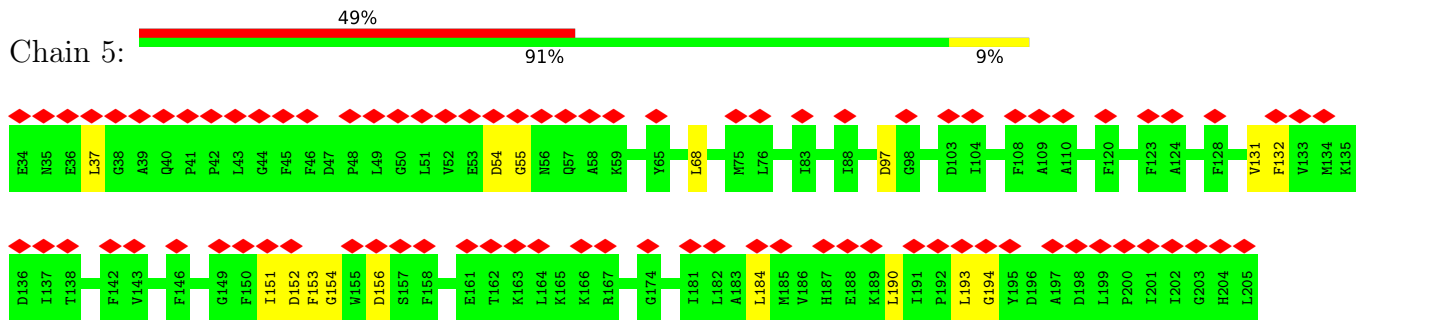 49%
Chain 5:
91% 9%
E34 N35 E36 L37 G38 A39 Q40 P41 P42 L43 G44 F45 F46 D47 P48 L49 G50 L51 V52 E53 D54 G55 N56 Q57 A58 K59 Y65 L68 M75 L76 I83 I88 D97 G98 D103 I104 F108 A109 A110 F120 F123 A124 F128 V131 F132 V133 M134 K135
D136 I137 T138 F142 V143 F146 G149 F150 I151 D152 F153 G154 W155 D156 S157 F158 E161 T162 K163 L164 K165 K166 R167 G174 I181 L182 A183 L184 M185 V186 H187 E188 K189 L190 I191 P192 L193 G194 Y195 D196 A197 D198 L199 P200 I201 I202 G203 H204 L205